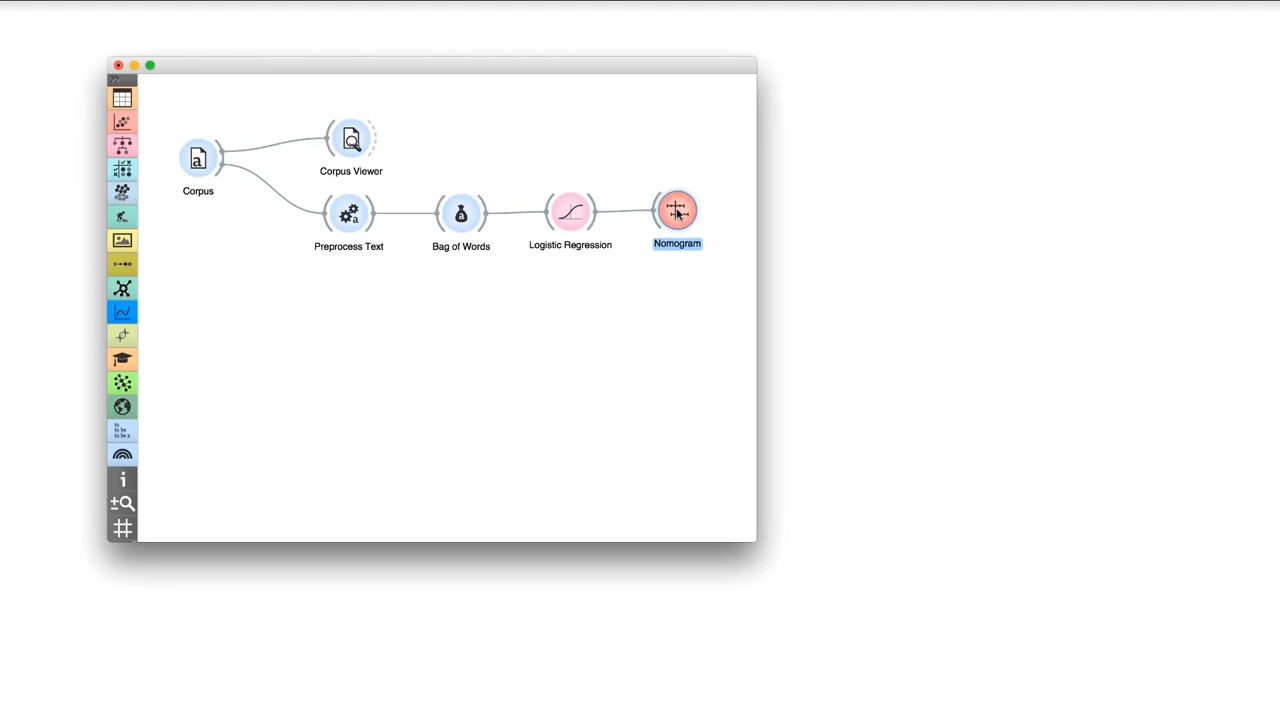 Corpus Viewer
Corpus
Preprocess Text
Bag of Words
Logistic Regression
Nomogram